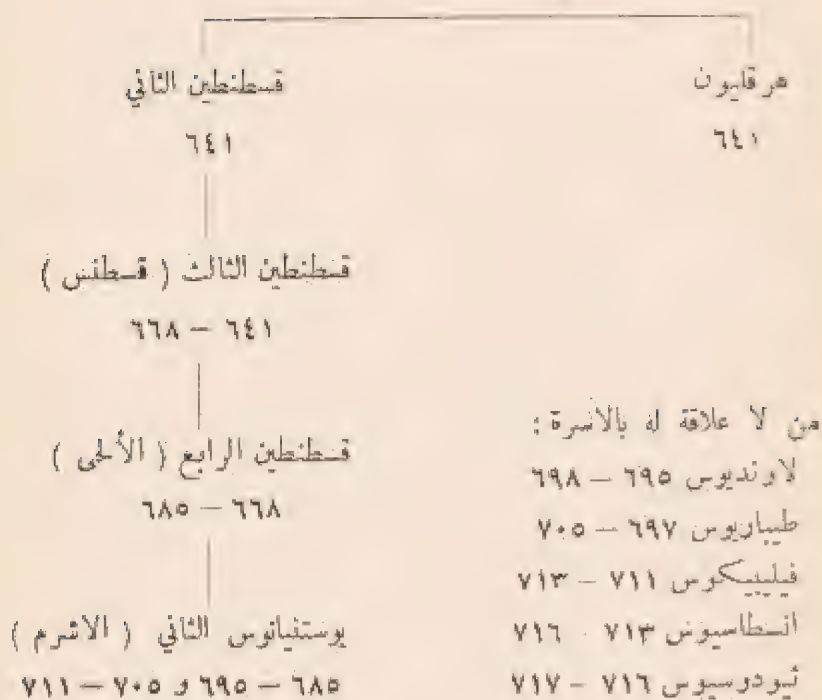 هرقليون
٦٤١
قسطنطين الثاني
٦٤١
قسطنطين الثالث ( قسطنس )
٦٤١ — ٦٦٨
قسطنطين الرابع ( الألحى )
٦٦٨ — ٦٨٥
يوستنيانوس الثاني ( الاشرم )
٦٨٥ — ٦٩٥ و ٧٠٥ — ٧١١
من لا علاقة له بالاسرة :
لاونديوس ٦٩٥ — ٦٩٨
طيباريوس ٦٩٧ — ٧٠٥
فيليبيكوس ٧١١ — ٧١٣
انسطاسيوس ٧١٣ ٧١٦
ثيودوسيوس ٧١٦ — ٧١٧